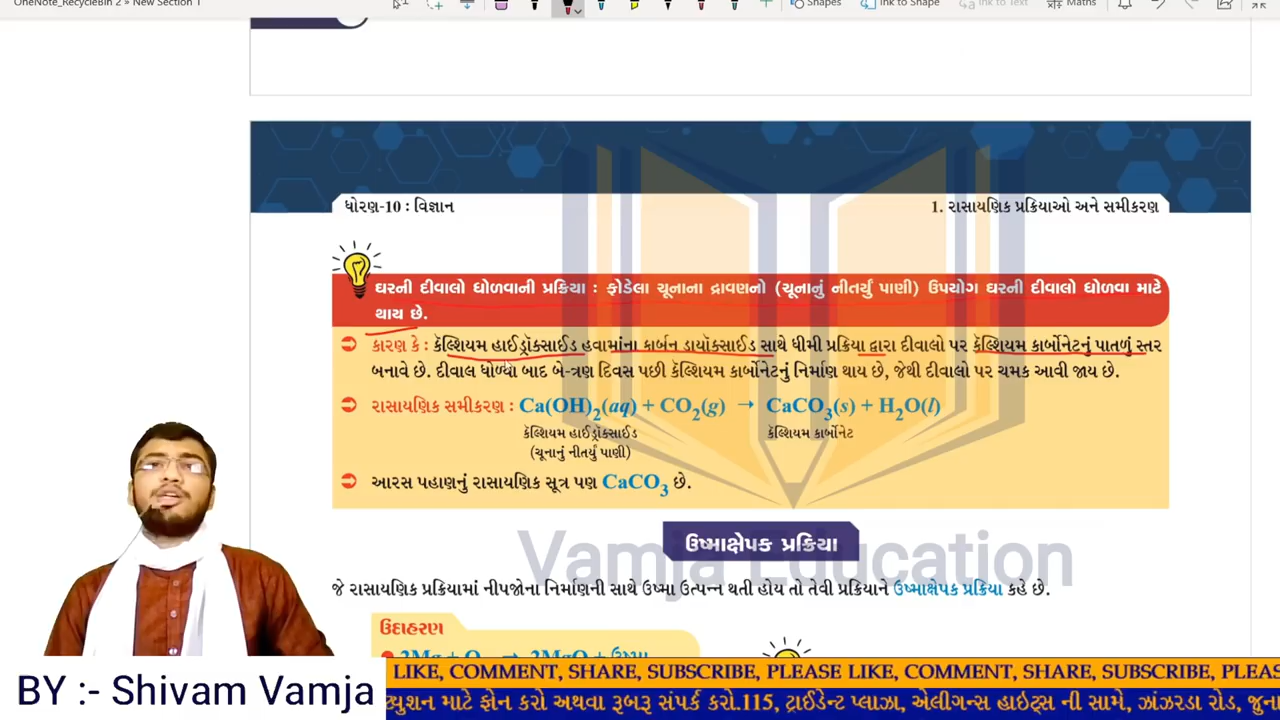 OneNote_RecycleBin 2 » New Section 1
Shapes
Ink to Shape
Ink to Text
Maths
ધોરણ-10 : વિજ્ઞાન
1. રાસાયણિક પ્રક્રિયાઓ અને સમીકરણ
ઘરની દીવાલો ધોળવાની પ્રક્રિયા : ફોડેલા ચૂનાના દ્રાવણનો (ચૂનાનું નીતર્યું પાણી) ઉપયોગ ઘરની દીવાલો ધોળવા માટે
થાય છે.
કારણ કે : કૅલ્શિયમ હાઈડ્રૉક્સાઈડ હવામાંના કાર્બન ડાયૉક્સાઈડ સાથે ધીમી પ્રક્રિયા દ્વારા દીવાલો પર કૅલ્શિયમ કાર્બોનેટનું પાતળું સ્તર
બનાવે છે. દીવાલ ધોળ્યા બાદ બે-ત્રણ દિવસ પછી કૅલ્શિયમ કાર્બોનેટનું નિર્માણ થાય છે, જેથી દીવાલો પર ચમક આવી જાય છે.
રાસાયણિક સમીકરણ : Ca(OH)₂(aq) + CO₂(g) → CaCO₃(s) + H₂O(l)
કૅલ્શિયમ હાઈડ્રૉક્સાઈડ કૅલ્શિયમ કાર્બોનેટ
(ચૂનાનું નીતર્યું પાણી)
આરસ પહાણનું રાસાયણિક સૂત્ર પણ CaCO₃ છે.
Vamja Education
ઉષ્માક્ષેપક પ્રક્રિયા
જે રાસાયણિક પ્રક્રિયામાં નીપજોના નિર્માણની સાથે ઉષ્મા ઉત્પન્ન થતી હોય તો તેવી પ્રક્રિયાને ઉષ્માક્ષેપક પ્રક્રિયા કહે છે.
ઉદાહરણ
2Mg + O₂ → 2MgO + ઉષ્મા
BY :- Shivam Vamja
LIKE, COMMENT, SHARE, SUBSCRIBE, PLEASE LIKE, COMMENT, SHARE, SUBSCRIBE, PLEAS
ટ્યુશન માટે ફોન કરો અથવા રૂબરૂ સંપર્ક કરો.115, ટ્રાઈડેન્ટ પ્લાઝા, એલીગન્સ હાઇટ્સ ની સામે, ઝાંઝરડા રોડ, જુના